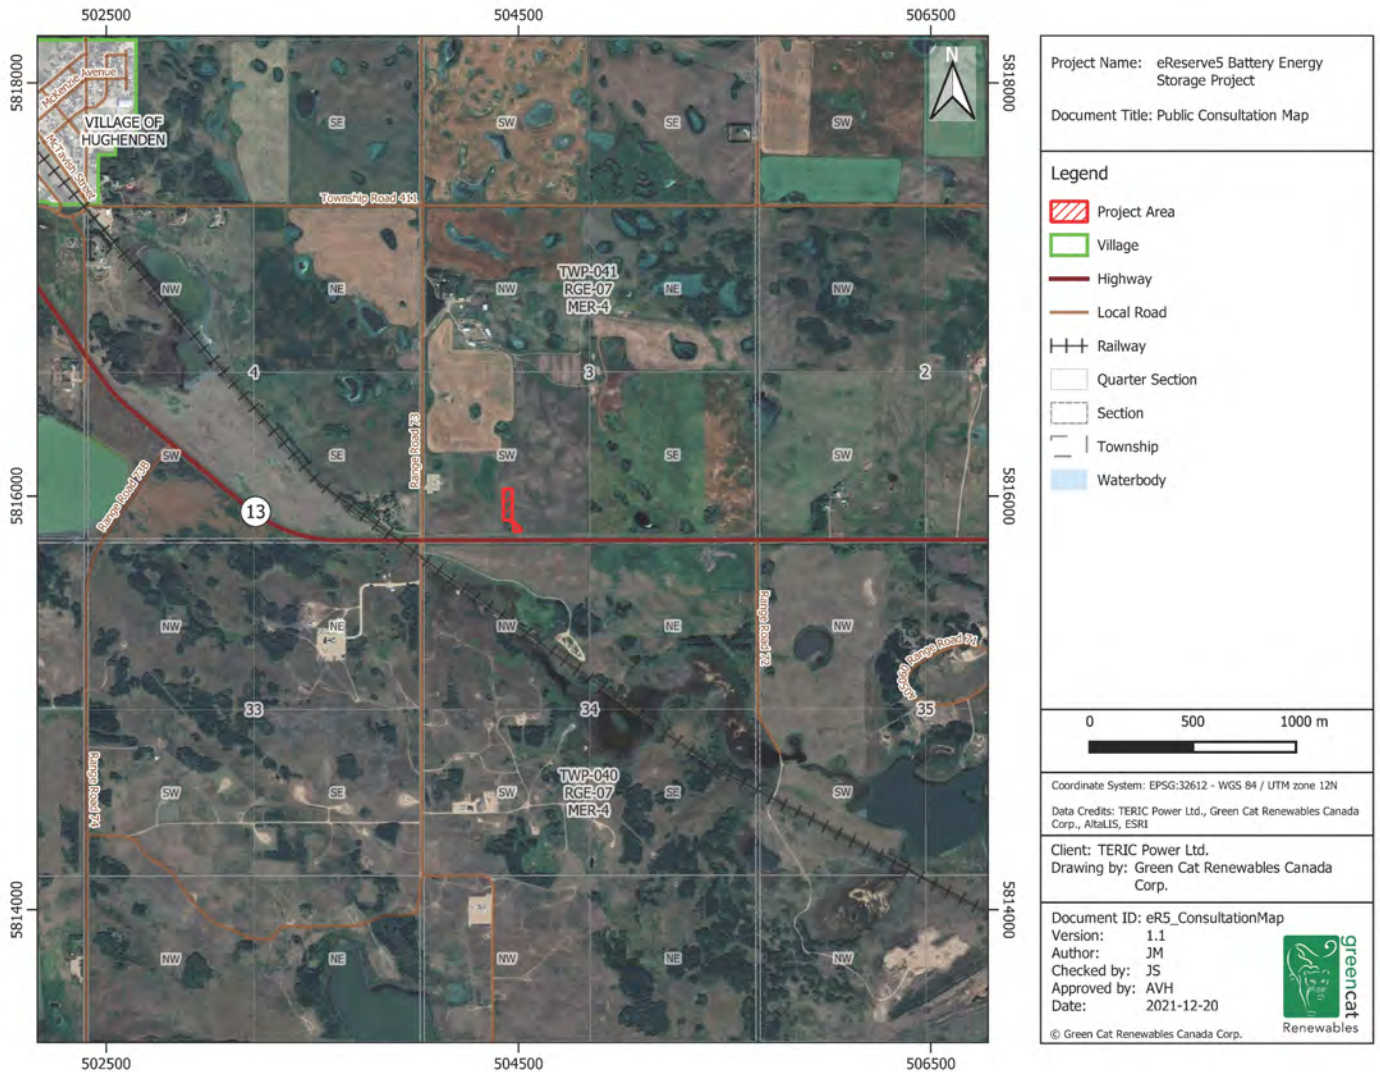 502500
504500
506500
5818000
5818000
N
McKenzie Avenue
VILLAGE OF
HUGHENDEN
McTavish Street
SE
SW
SE
SW
Township Road 411
TWP-041
RGE-07
MER-4
NW
NE
NW
NE
NW
4
3
2
Range Road 73
SW
SE
SW
SE
SW
Range Road 73B
5816000
5816000
13
NW
NE
NW
NE
NW
Range Road 72
Range Road 71
40506D
33
34
35
TWP-040
RGE-07
MER-4
Range Road 74
SW
SE
SW
SE
SW
5814000
5814000
NW
NE
NW
NE
NW
502500
504500
506500
Project Name: eReserve5 Battery Energy
Storage Project
Document Title: Public Consultation Map
Legend
Project Area
Village
Highway
Local Road
Railway
Quarter Section
Section
Township
Waterbody
0 500 1000 m
Coordinate System: EPSG:32612 - WGS 84 / UTM zone 12N
Data Credits: TERIC Power Ltd., Green Cat Renewables Canada
Corp., AltaLIS, ESRI
Client: TERIC Power Ltd.
Drawing by: Green Cat Renewables Canada
Corp.
Document ID: eR5_ConsultationMap
Version: 1.1
Author: JM
Checked by: JS
Approved by: AVH
Date: 2021-12-20
greencat
Renewables
© Green Cat Renewables Canada Corp.